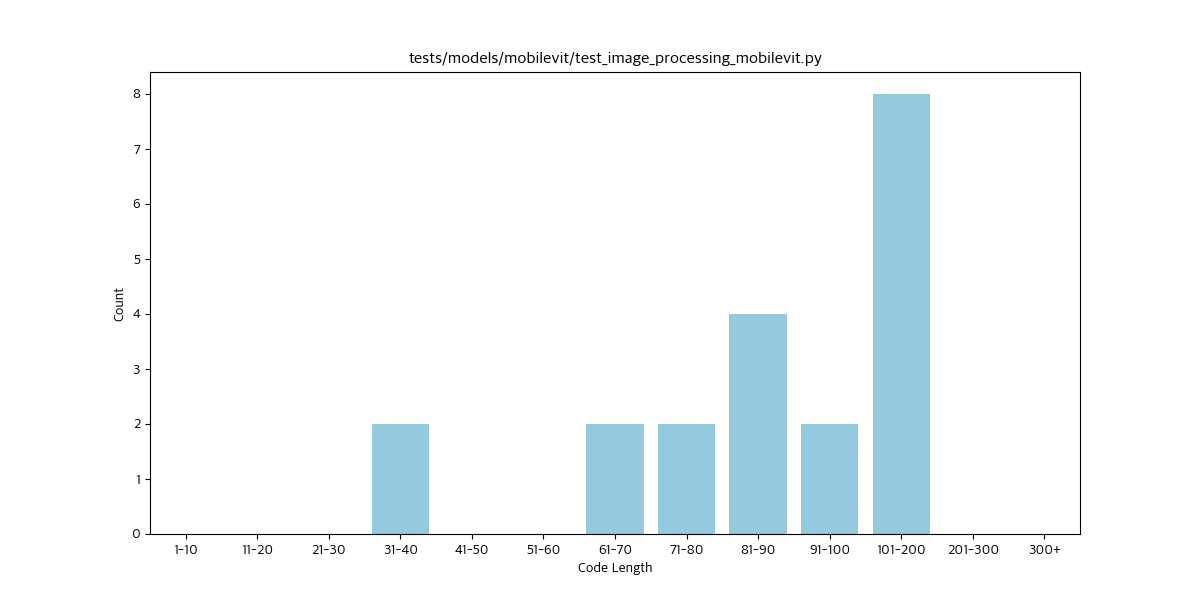 tests/models/mobilevit/test_image_processing_mobilevit.py
8
7
6
5
4
3
2
1
0
Count
1-10 11-20 21-30 31-40 41-50 51-60 61-70 71-80 81-90 91-100 101-200 201-300 300+
Code Length